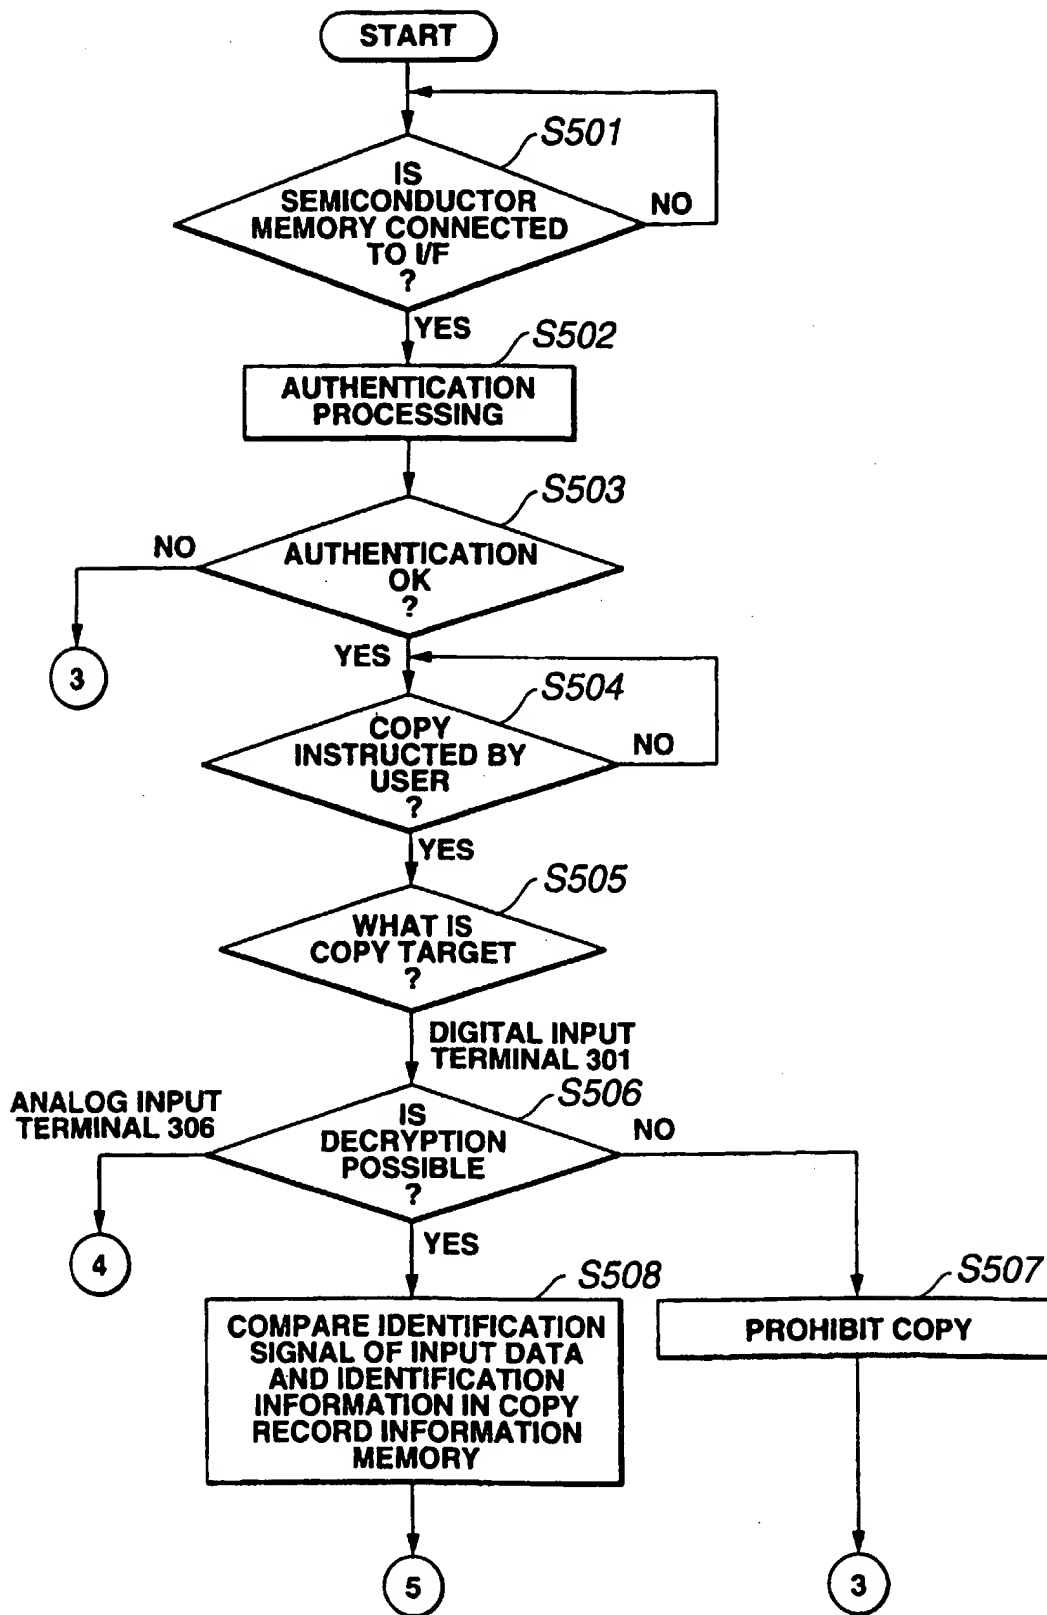 START
S501
IS
SEMICONDUCTOR
MEMORY CONNECTED
TO I/F
?
NO
YES
S502
AUTHENTICATION
PROCESSING
S503
NO
AUTHENTICATION
OK
?
3
YES
S504
COPY
INSTRUCTED BY
USER
?
NO
YES
S505
WHAT IS
COPY TARGET
?
DIGITAL INPUT
TERMINAL 301
S506
ANALOG INPUT
TERMINAL 306
IS
DECRYPTION
POSSIBLE
?
NO
4
YES
S508
S507
COMPARE IDENTIFICATION
SIGNAL OF INPUT DATA
AND IDENTIFICATION
INFORMATION IN COPY
RECORD INFORMATION
MEMORY
PROHIBIT COPY
5
3